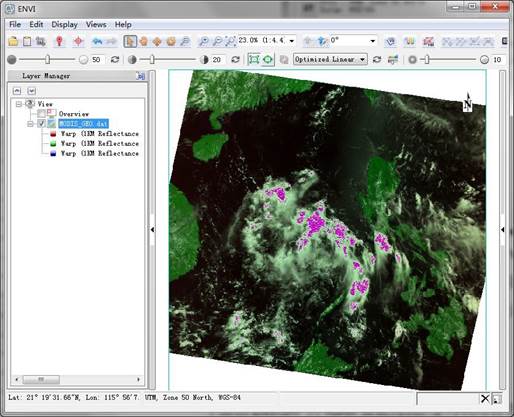 ENVI
File Edit Display Views Help
23.0% (1:4. 0°
50 20 Optimized Linear 10
Layer Manager
View
Overview
MODIS_GEO.dat
Warp (1KM Reflectance
Warp (1KM Reflectance
Warp (1KM Reflectance
N
Lat: 21° 19'31.66"N, Lon: 115° 56'7. UTM, Zone 50 North, WGS-84